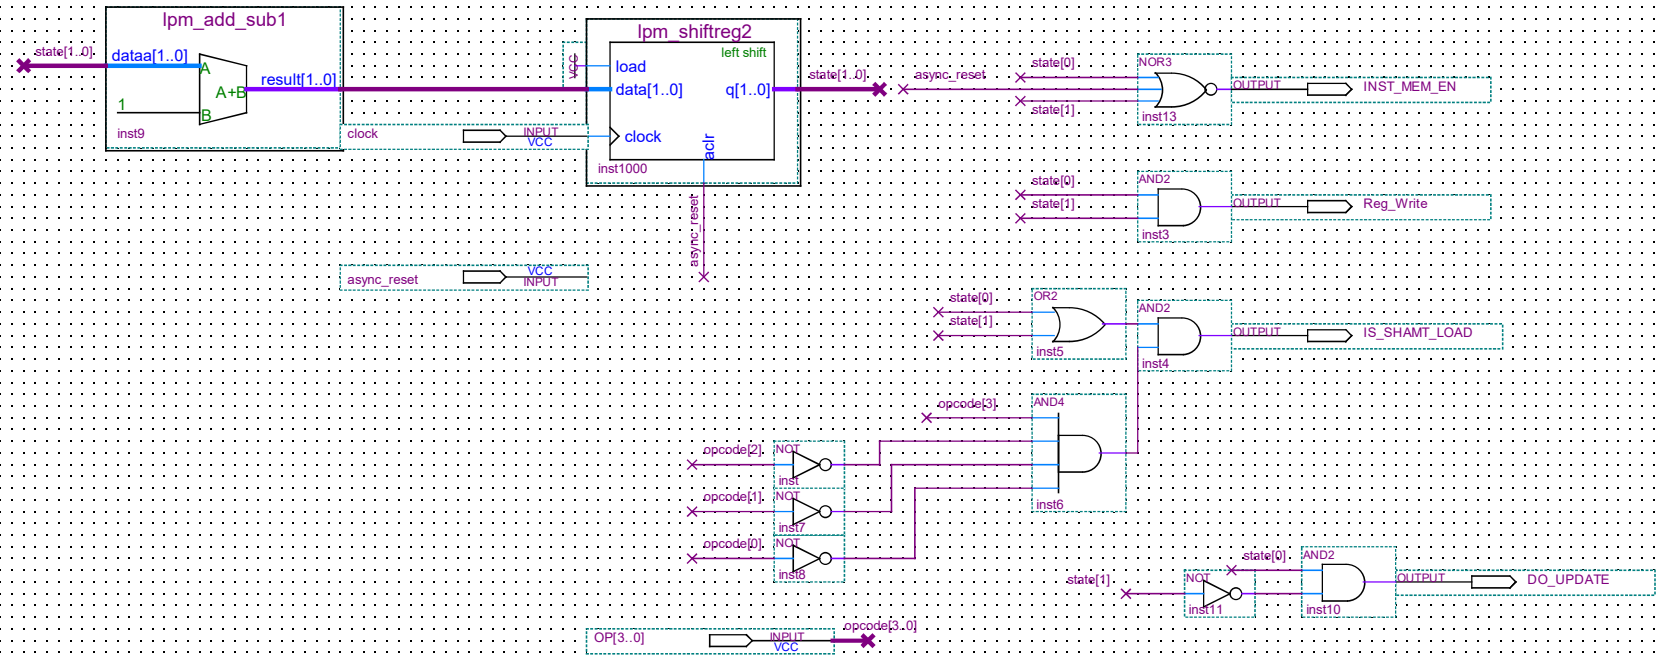 lpm_add_sub1
state[1..0]
dataa[1..0]
A
result[1..0]
A+B
1
B
inst9
lpm_shiftreg2
left shift
VCC
load
data[1..0]
q[1..0]
state[1..0]
clock
INPUT
VCC
clock
aclr
inst1000
async_reset
async_reset
VCC
INPUT
state[0]
async_reset
state[1]
NOR3
inst13
OUTPUT
INST_MEM_EN
state[0]
state[1]
AND2
inst3
OUTPUT
Reg_Write
state[0]
state[1]
OR2
inst5
AND2
inst4
OUTPUT
IS_SHAMT_LOAD
opcode[3]
AND4
inst6
opcode[2]
NOT
inst
opcode[1]
NOT
inst7
opcode[0]
NOT
inst8
state[0]
state[1]
NOT
inst11
AND2
inst10
OUTPUT
DO_UPDATE
OP[3..0]
INPUT
VCC
opcode[3..0]